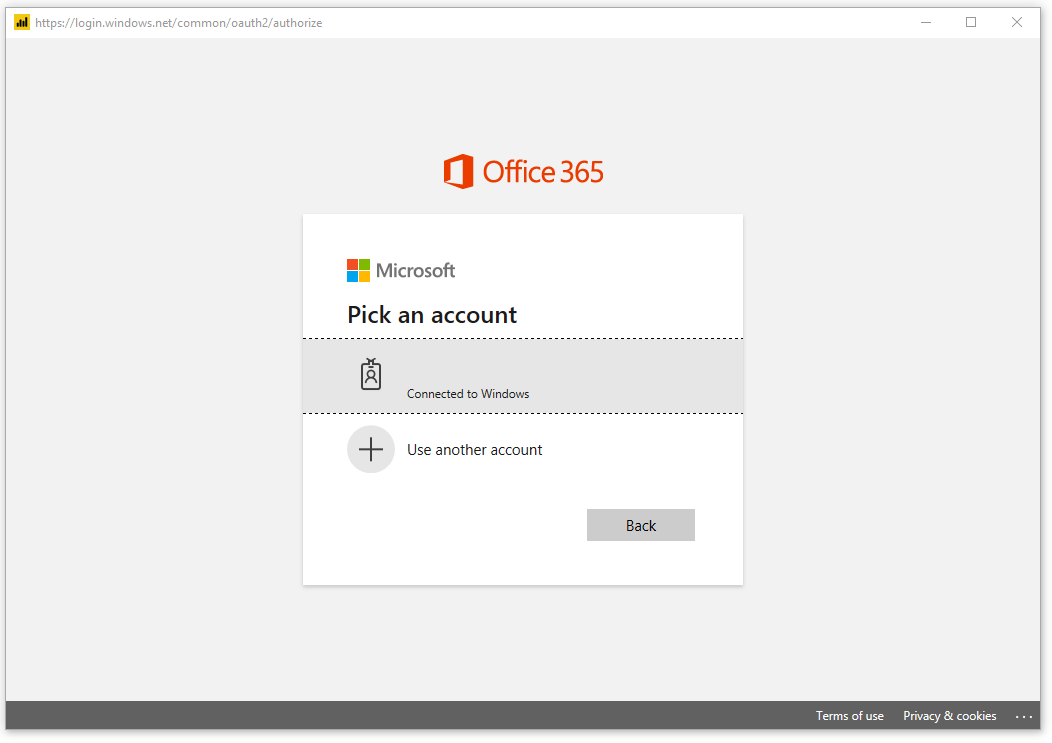 https://login.windows.net/common/oauth2/authorize
Office 365
Microsoft
Pick an account
Connected to Windows
Use another account
Back
Terms of use Privacy & cookies ...